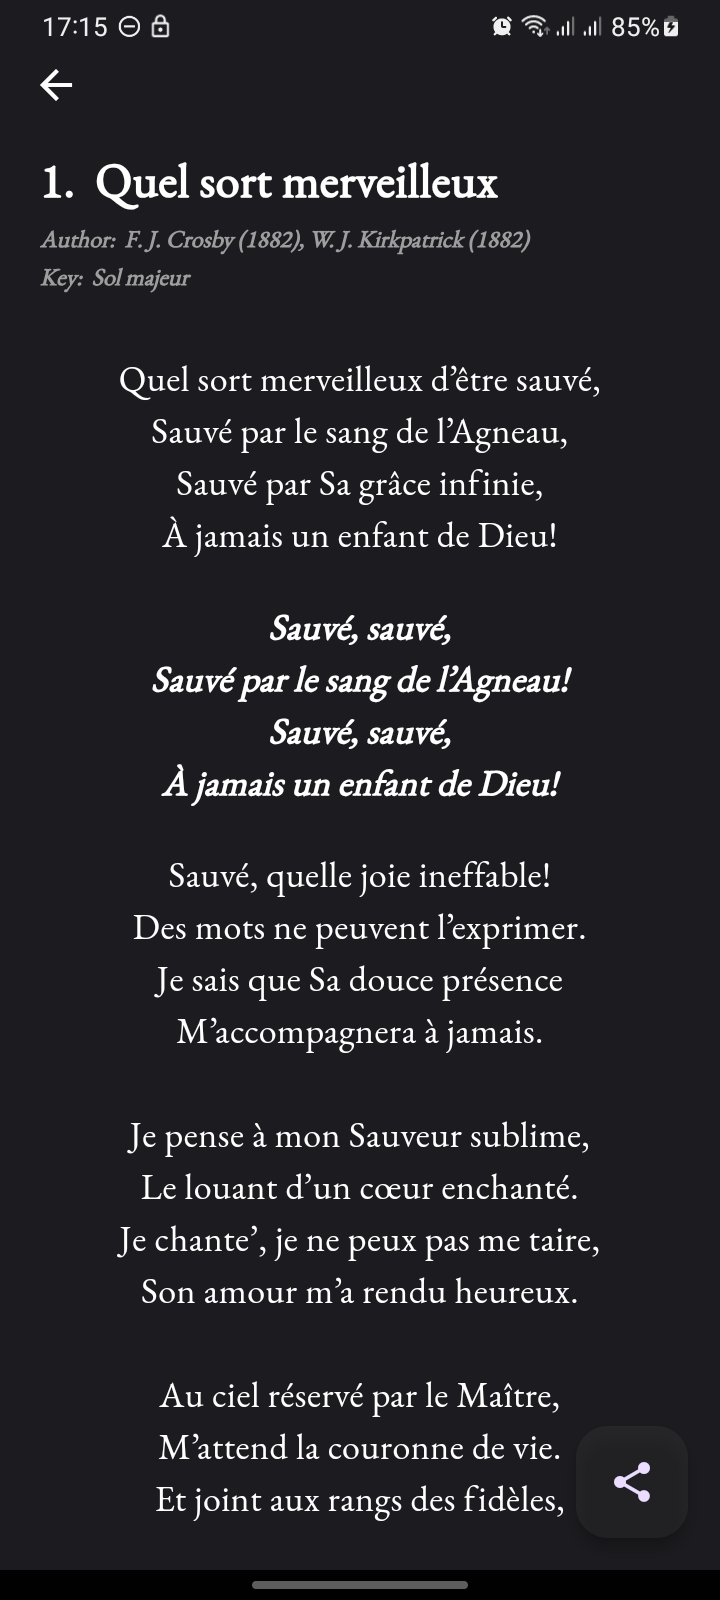 17:15 85%
1. Quel sort merveilleux
Author: F. J. Crosby (1882), W. J. Kirkpatrick (1882)
Key: Sol majeur
Quel sort merveilleux d’être sauvé,
Sauvé par le sang de l’Agneau,
Sauvé par Sa grâce infinie,
À jamais un enfant de Dieu!
Sauvé, sauvé,
Sauvé par le sang de l’Agneau!
Sauvé, sauvé,
À jamais un enfant de Dieu!
Sauvé, quelle joie ineffable!
Des mots ne peuvent l’exprimer.
Je sais que Sa douce présence
M’accompagnera à jamais.
Je pense à mon Sauveur sublime,
Le louant d’un cœur enchanté.
Je chante’, je ne peux pas me taire,
Son amour m’a rendu heureux.
Au ciel réservé par le Maître,
M’attend la couronne de vie.
Et joint aux rangs des fidèles,